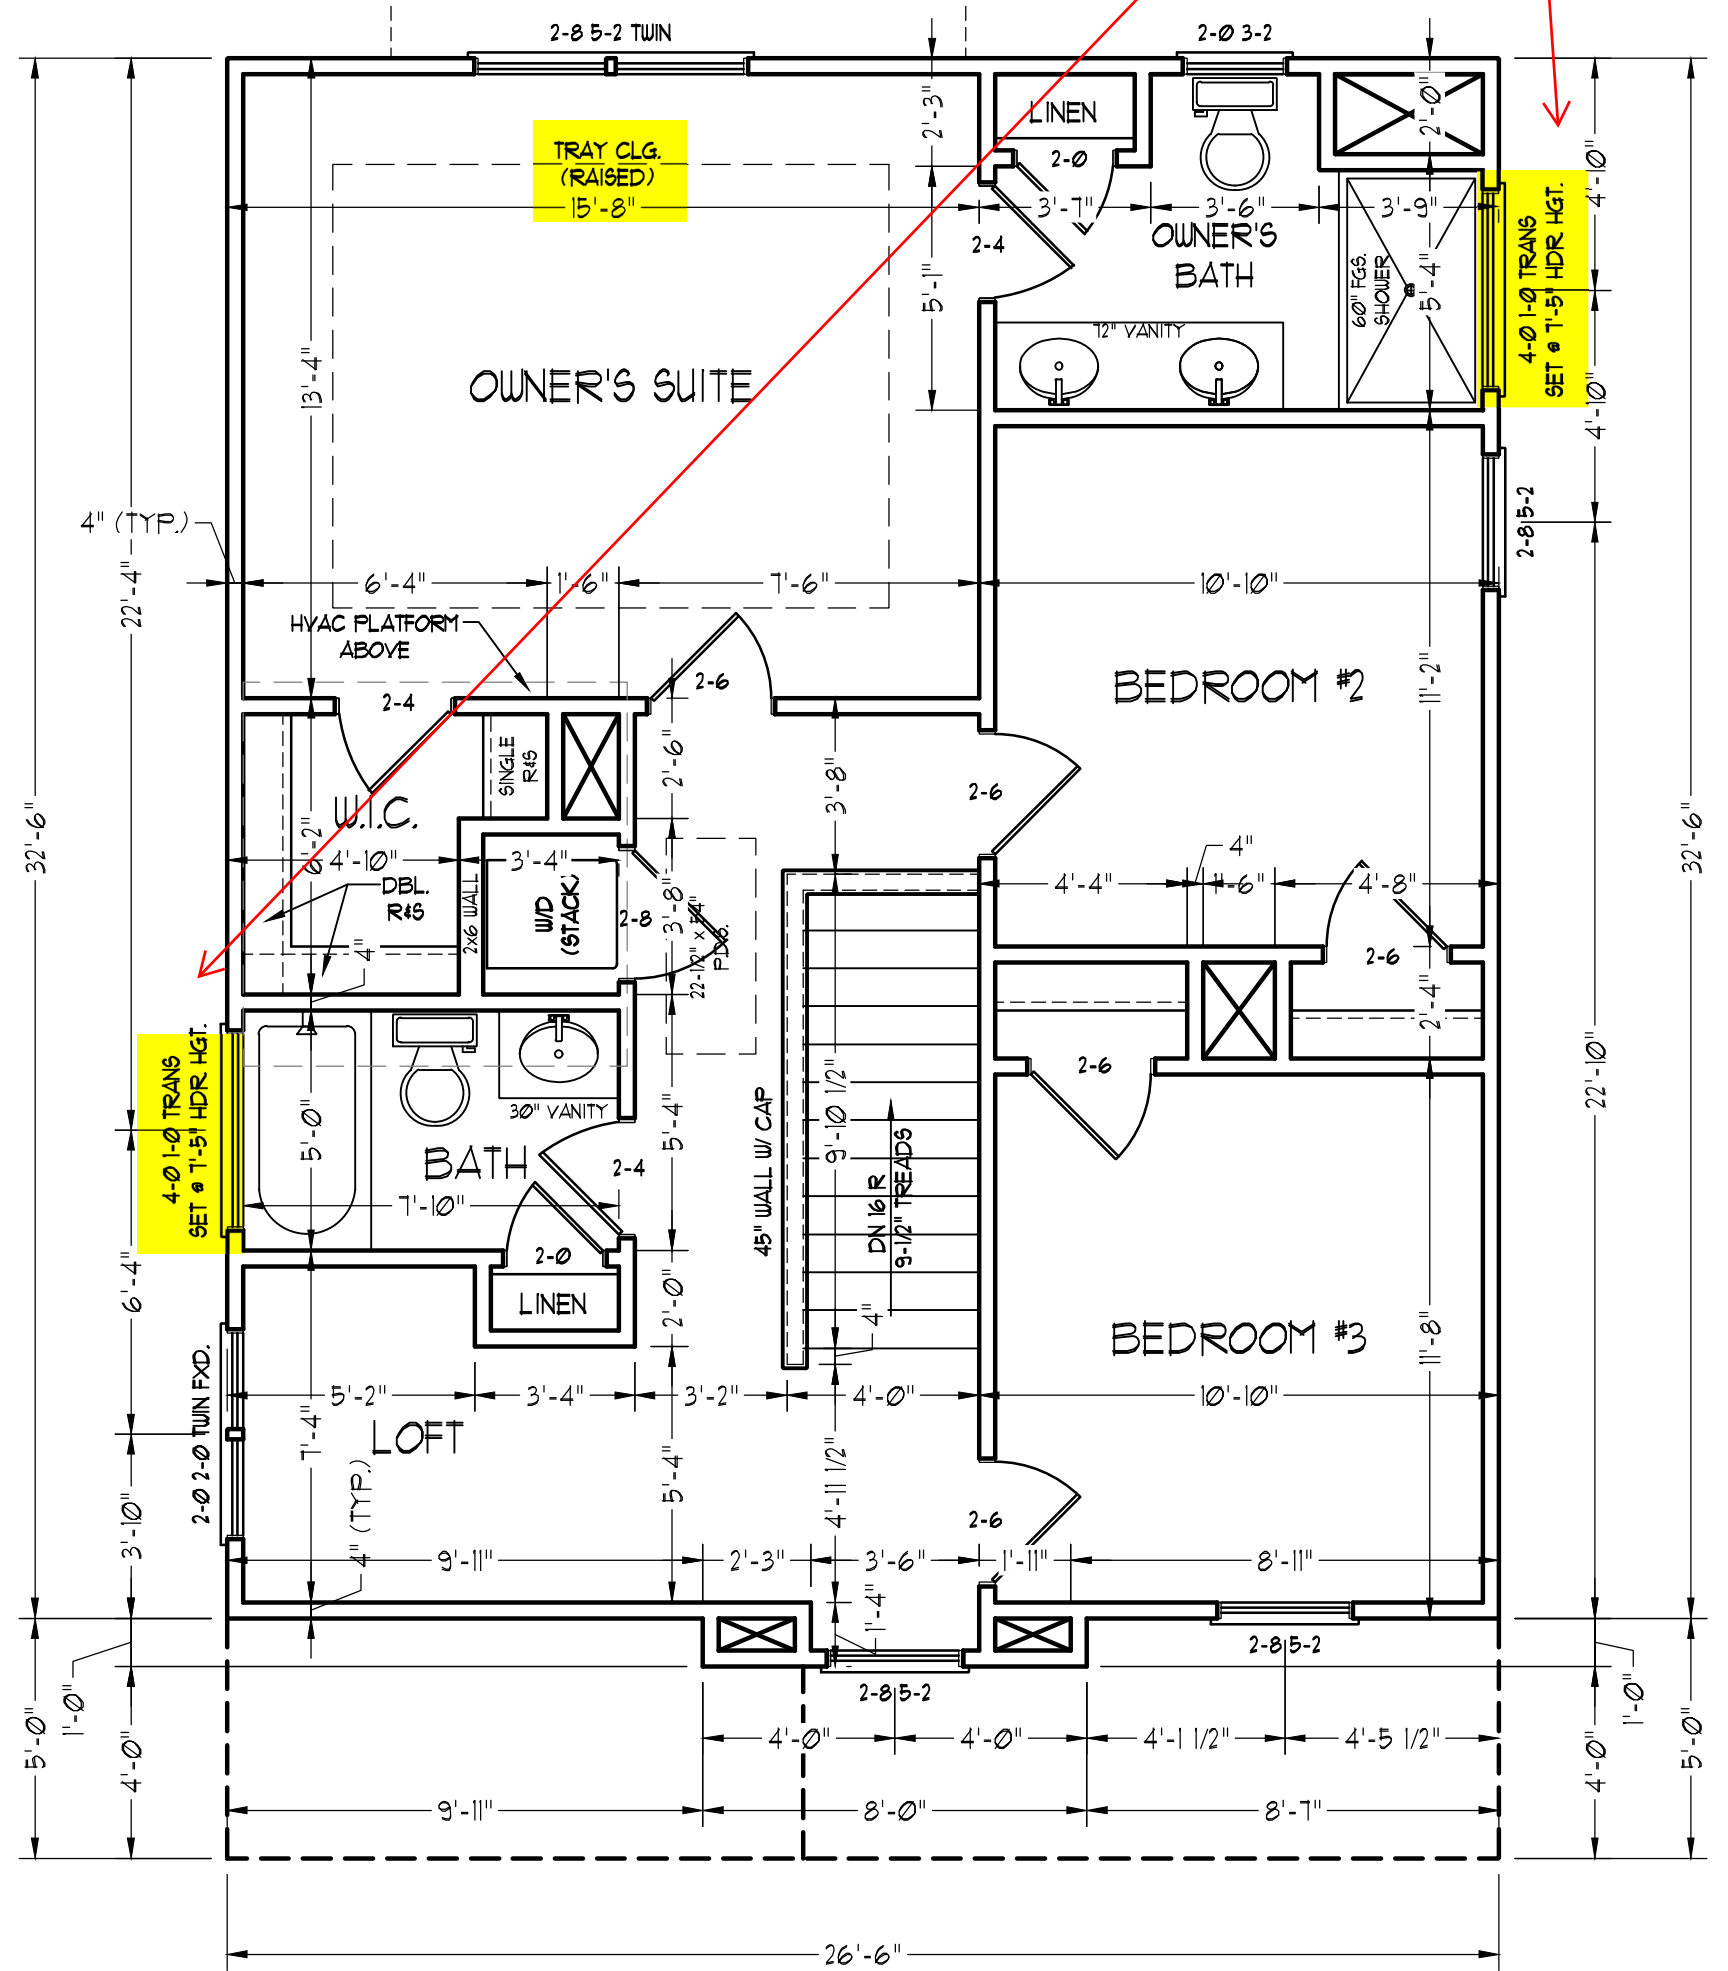 2-8 5-2 TWIN
2-0 3-2
TRAY CLG.
(RAISED)
15'-8"
2'-3"
LINEN
2-0
2'-0"
4'-10"
3'-7"
3'-6"
3'-9"
2-4
OWNER'S
BATH
5'-1"
60" FGS.
SHOWER
5'-4"
4-0 1-0 TRANS
SET @ 7'-5" HDR HGT.
72" VANITY
13'-4"
OWNER'S SUITE
4'-10"
4" (TYP.)
2-8 5-2
22'-4"
6'-4"
1'-6"
7'-6"
10'-10"
HVAC PLATFORM
ABOVE
2-6
2-4
BEDROOM #2
11'-2"
SINGLE
R&S
2'-6"
3'-8"
2-6
W.I.C.
6'-2"
32'-6"
32'-6"
4'-10"
3'-4"
4"
DBL.
R&S
2x6 WALL
W/D
(STACK)
2-8
3'-8"
22-1/2" x 54"
P.D.S.
4'-4"
1'-6"
4'-8"
4"
2-6
2'-4"
4-0 1-0 TRANS
SET @ 7'-5" HDR HGT.
5'-0"
30" VANITY
BATH
7'-10"
2-4
5'-4"
2-0
LINEN
2'-0"
45" WALL W/ CAP
9'-10 1/2"
DN 16 R
9-1/2" TREADS
4"
2-6
22'-10"
BEDROOM #3
11'-8"
6'-4"
2-0 2-0 TWIN FXD.
5'-2"
3'-4"
3'-2"
4'-0"
10'-10"
LOFT
7'-4"
4" (TYP.)
5'-4"
4'-11 1/2"
2-6
3'-10"
9'-11"
2'-3"
3'-6"
1'-11"
8'-11"
1'-4"
2-8 5-2
2-8 5-2
1'-0"
1'-0"
5'-0"
4'-0"
4'-0"
4'-0"
4'-1 1/2"
4'-5 1/2"
4'-0"
5'-0"
9'-11"
8'-0"
8'-7"
26'-6"